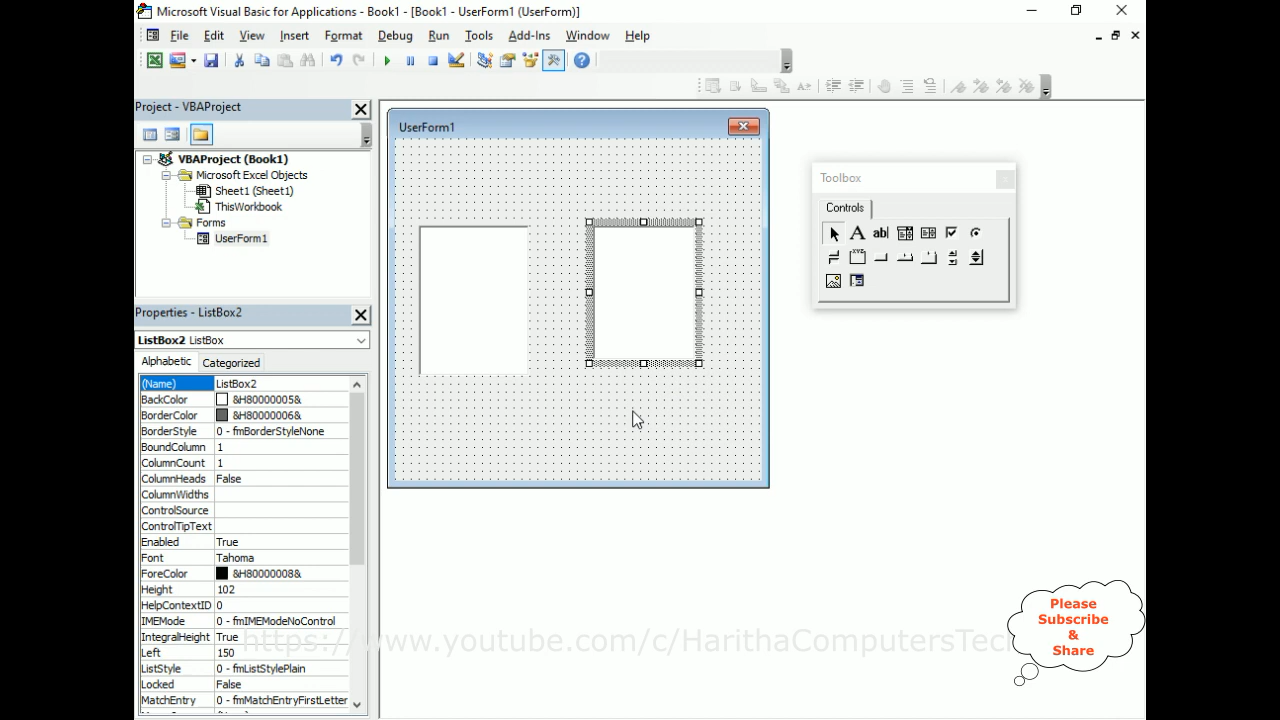 Microsoft Visual Basic for Applications - Book1 - [Book1 - UserForm1 (UserForm)]
File Edit View Insert Format Debug Run Tools Add-Ins Window Help
Project - VBAProject
VBAProject (Book1)
Microsoft Excel Objects
Sheet1 (Sheet1)
ThisWorkbook
Forms
UserForm1
UserForm1
Toolbox
Controls
A ab|
XYZ
Properties - ListBox2
ListBox2 ListBox
Alphabetic Categorized
(Name) ListBox2
BackColor &H80000005&
BorderColor &H80000006&
BorderStyle 0 - fmBorderStyleNone
BoundColumn 1
ColumnCount 1
ColumnHeads False
ColumnWidths
ControlSource
ControlTipText
Enabled True
Font Tahoma
ForeColor &H80000008&
Height 102
HelpContextID 0
IMEMode 0 - fmIMEModeNoControl
IntegralHeight True
Left 150
ListStyle 0 - fmListStylePlain
Locked False
MatchEntry 0 - fmMatchEntryFirstLetter
https://www.youtube.com/c/HarithaComputersTech
Please
Subscribe
&
Share